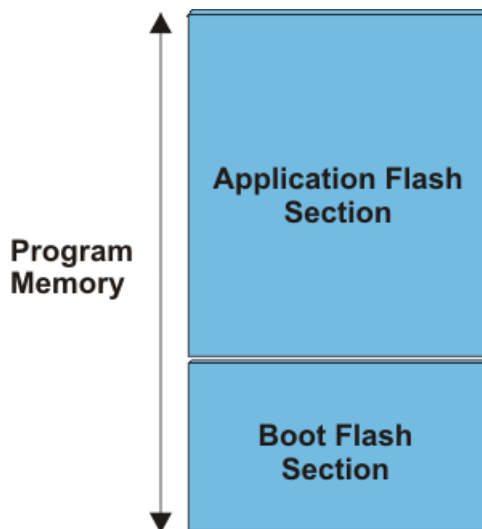 Application Flash
Section
Program
Memory
Boot Flash
Section